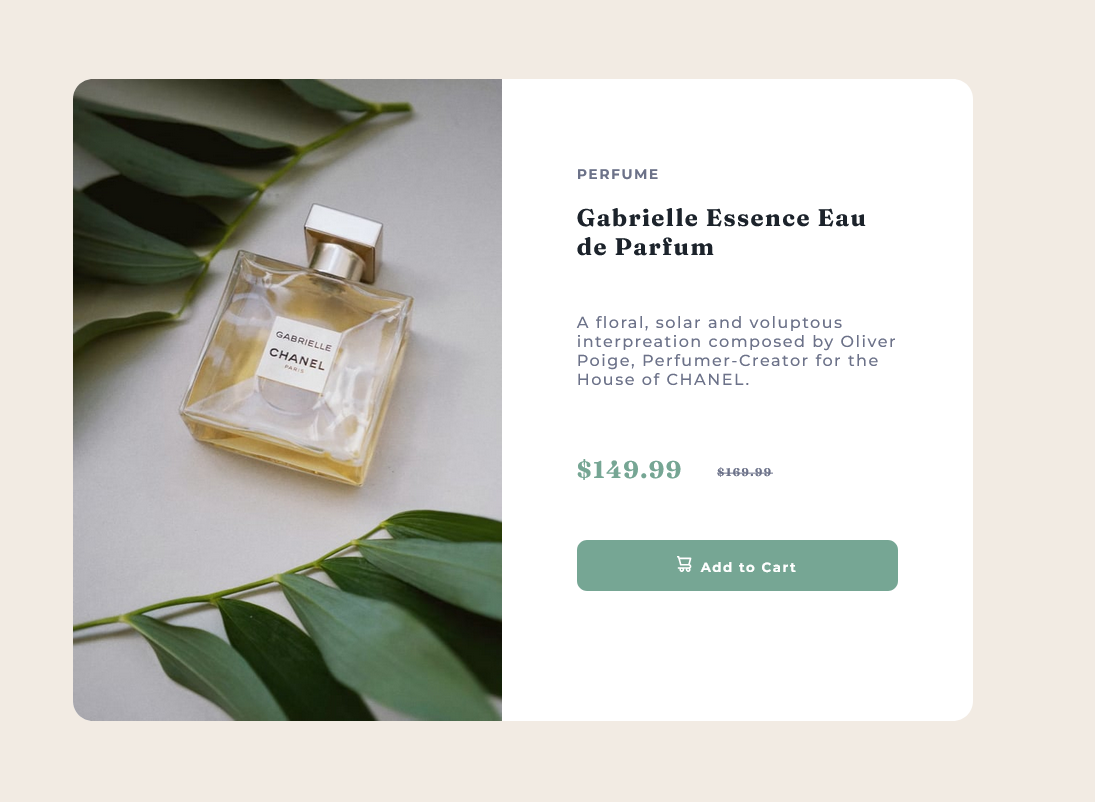 GABRIELLE
CHANEL
PARIS
PERFUME
Gabrielle Essence Eau
de Parfum
A floral, solar and voluptous
interpreation composed by Oliver
Poige, Perfumer-Creator for the
House of CHANEL.
$149.99 $169.99
Add to Cart